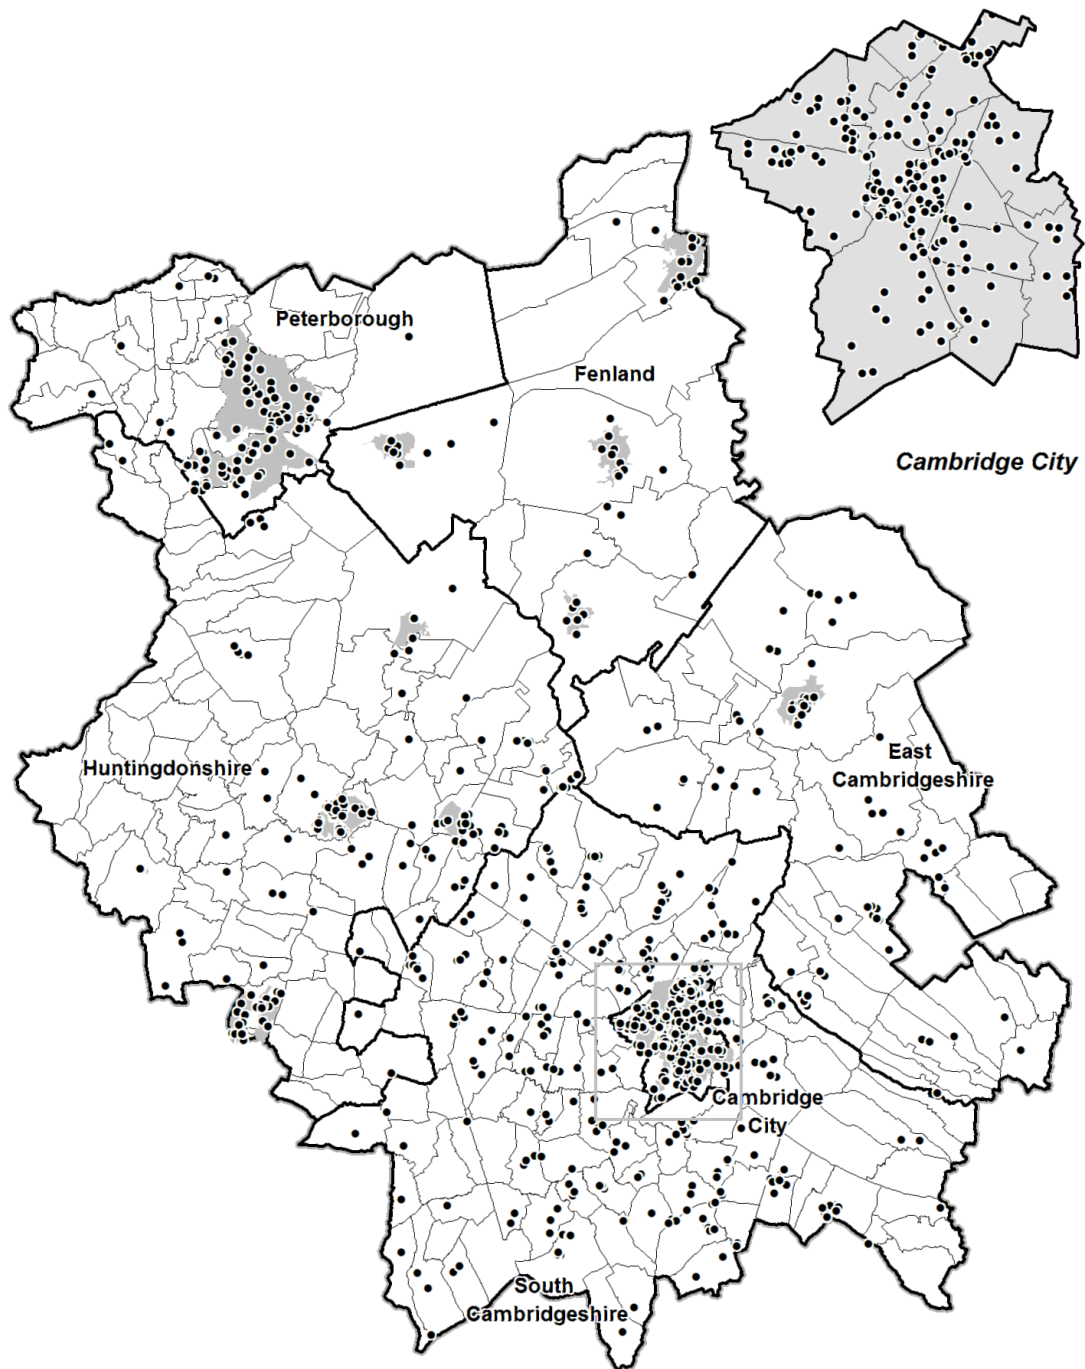 Peterborough
Fenland
Cambridge City
Huntingdonshire
East
Cambridgeshire
Cambridge
City
South
Cambridgeshire